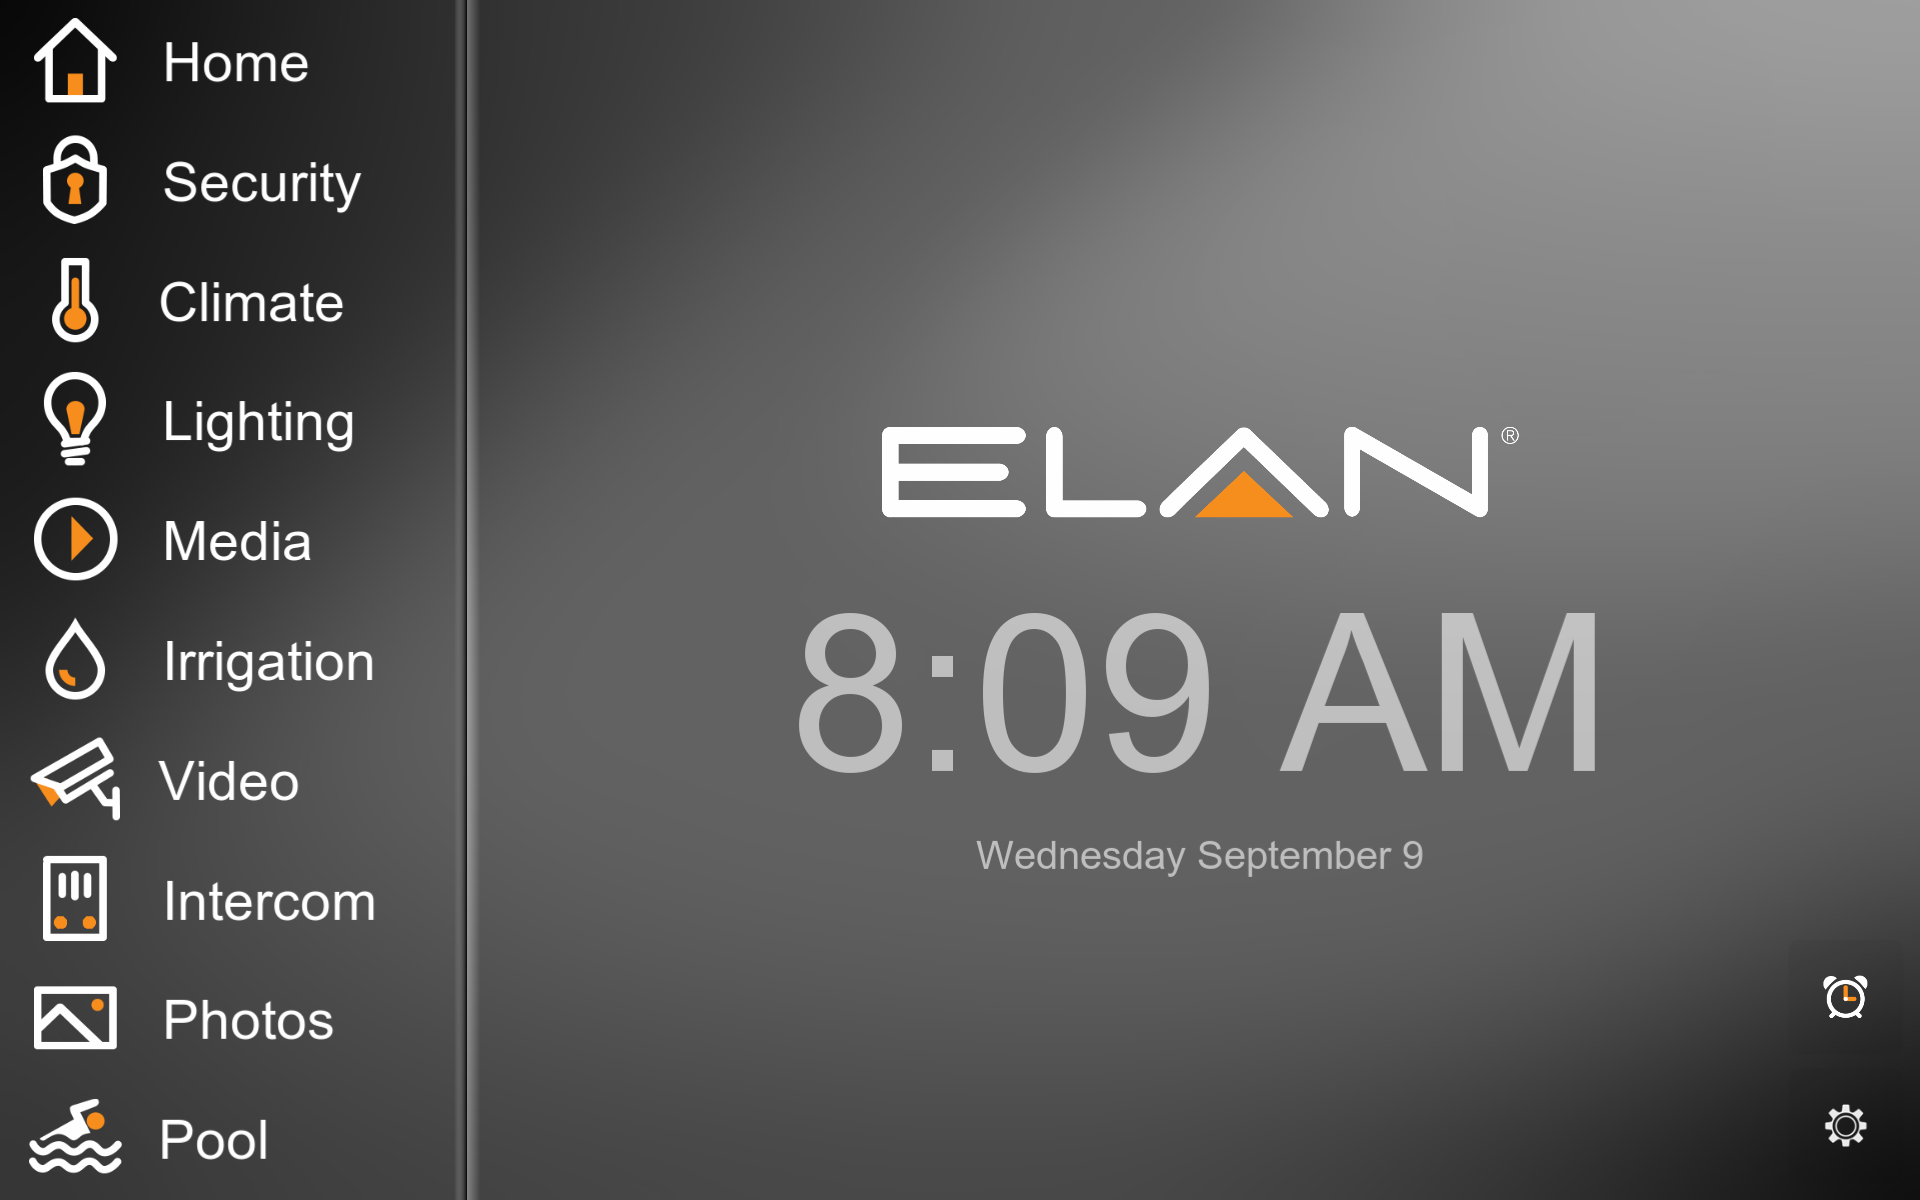 Home
Security
Climate
Lighting
Media
Irrigation
Video
Intercom
Photos
Pool
ELAN®
8:09 AM
Wednesday September 9